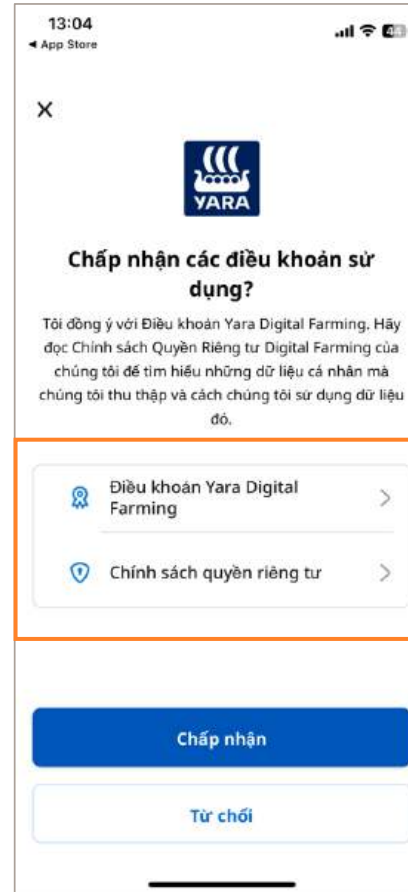 13:04
44
◀ App Store
YARA
Chấp nhận các điều khoản sử
dụng?
Tôi đồng ý với Điều khoản Yara Digital Farming. Hãy
đọc Chính sách Quyền Riêng tư Digital Farming của
chúng tôi để tìm hiểu những dữ liệu cá nhân mà
chúng tôi thu thập và cách chúng tôi sử dụng dữ liệu
đó.
Điều khoản Yara Digital
Farming
Chính sách quyền riêng tư
Chấp nhận
Từ chối